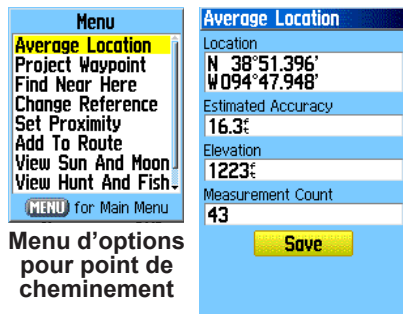 Menu
Average Location
Project Waypoint
Find Near Here
Change Reference
Set Proximity
Add To Route
View Sun And Moon
View Hunt And Fish
MENU for Main Menu
Menu d'options
pour point de
cheminement
Average Location
Location
N 38°51.396'
W094°47.948'
Estimated Accuracy
16.3ft
Elevation
1223ft
Measurement Count
43
Save